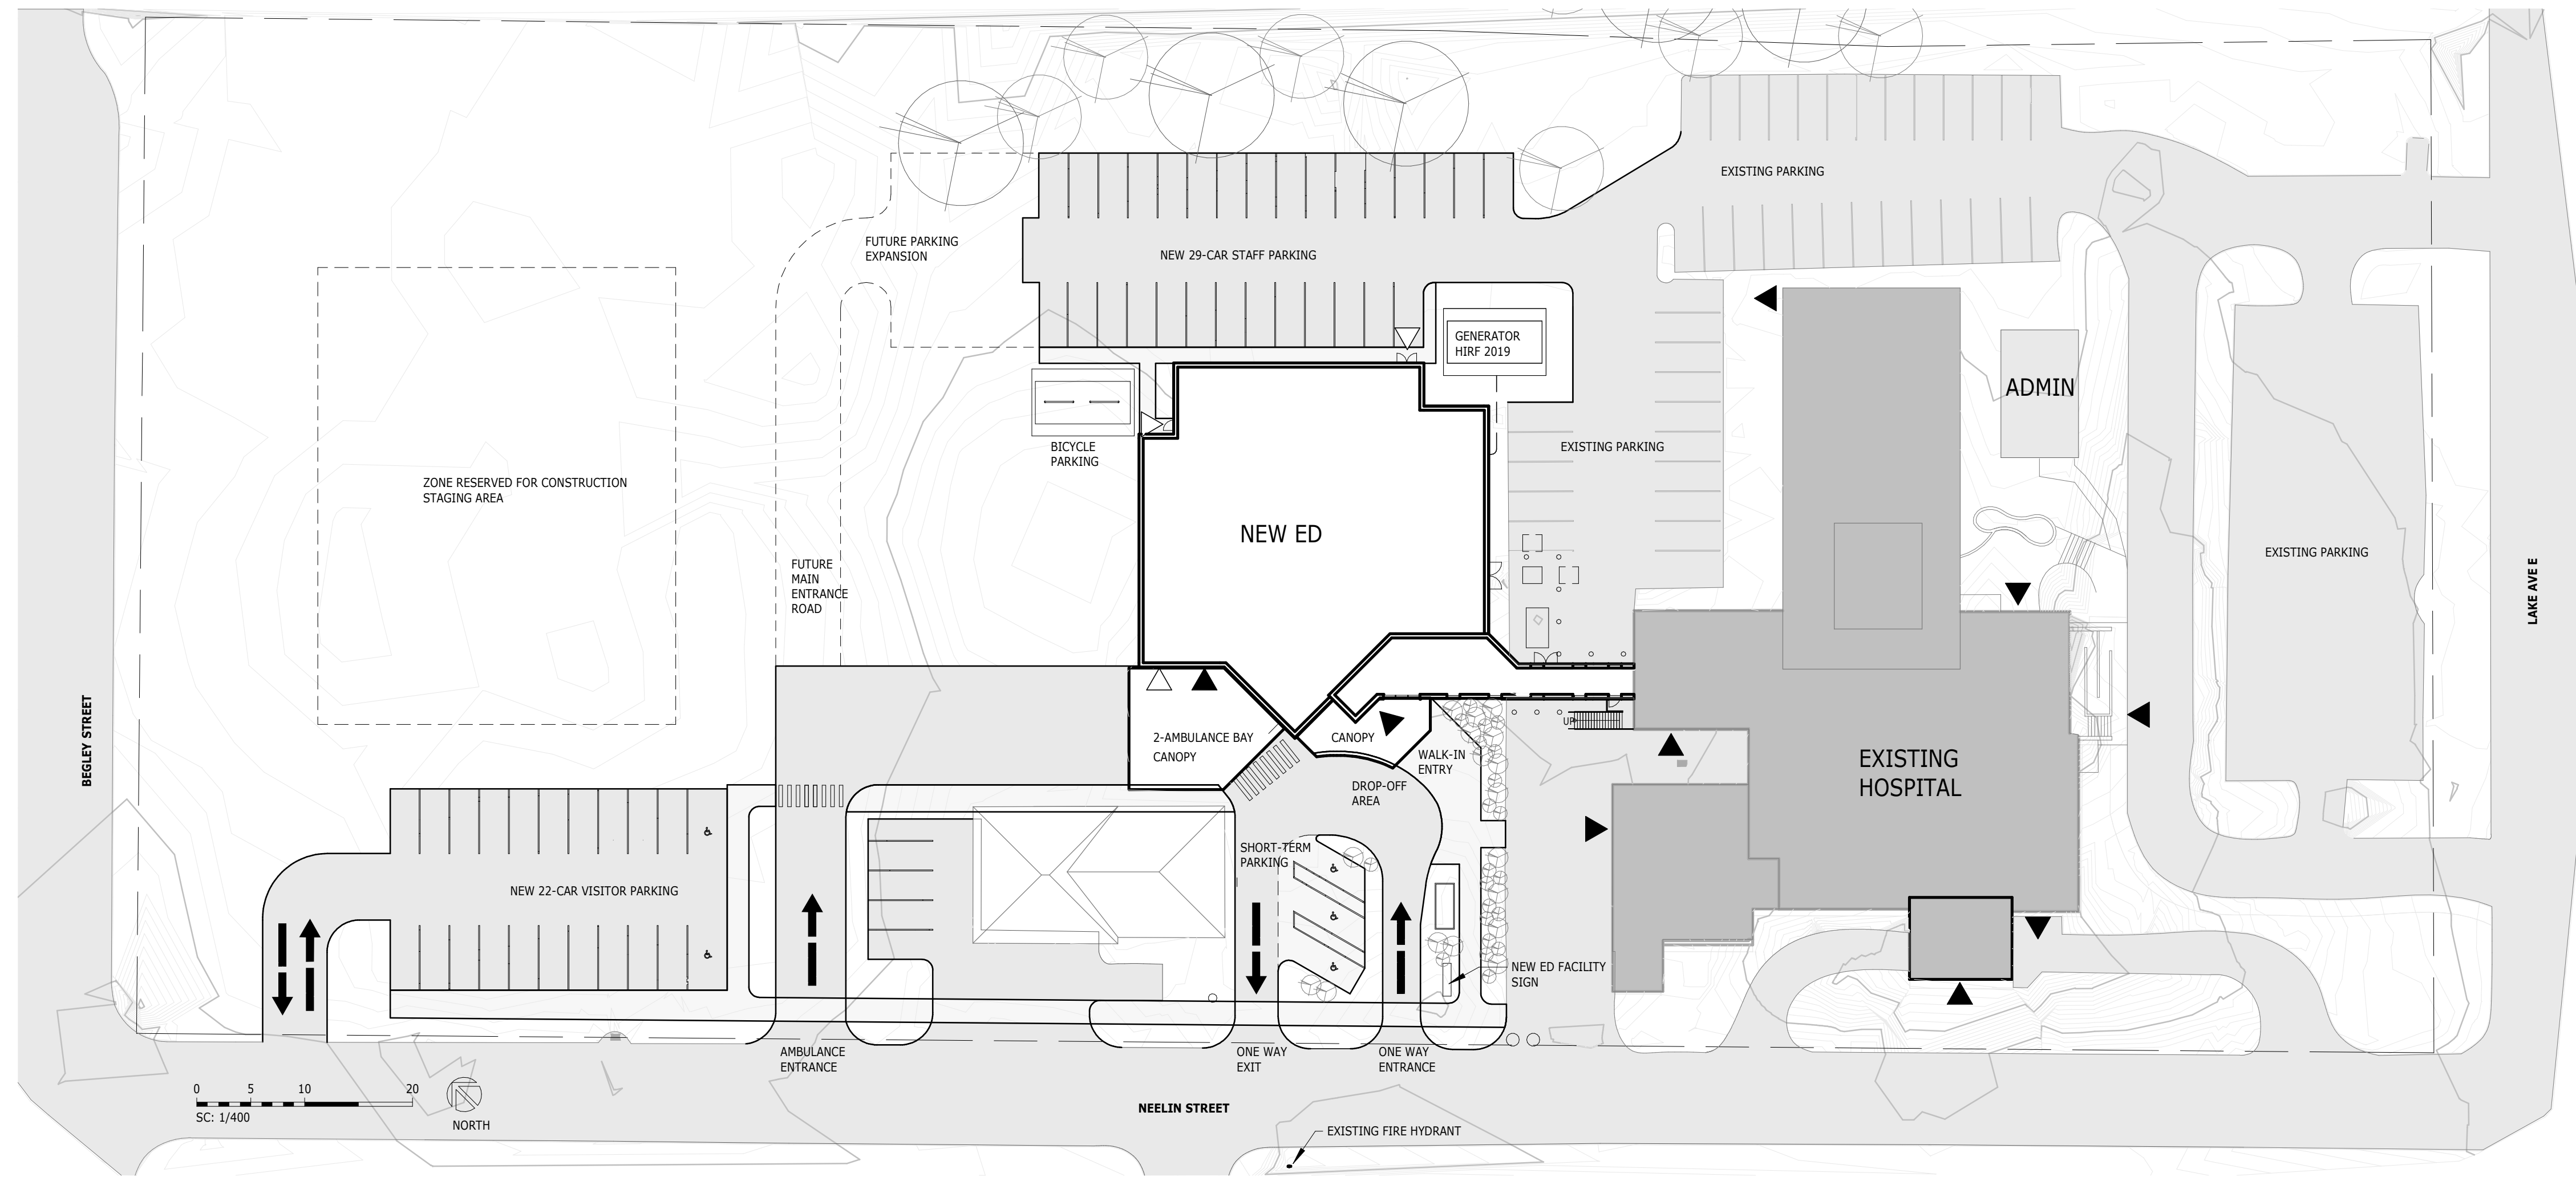 EXISTING PARKING
FUTURE PARKING
EXPANSION
NEW 29-CAR STAFF PARKING
GENERATOR
HIRF 2019
ADMIN
BICYCLE
PARKING
EXISTING PARKING
ZONE RESERVED FOR CONSTRUCTION
STAGING AREA
NEW ED
EXISTING PARKING
LAKE AVE E
FUTURE
MAIN
ENTRANCE
ROAD
BEGLEY STREET
UP
2-AMBULANCE BAY
CANOPY
CANOPY
WALK-IN
ENTRY
EXISTING
HOSPITAL
DROP-OFF
AREA
SHORT-TERM
PARKING
NEW 22-CAR VISITOR PARKING
NEW ED FACILITY
SIGN
AMBULANCE
ENTRANCE
ONE WAY
EXIT
ONE WAY
ENTRANCE
0 5 10 20
SC: 1/400
NORTH
NEELIN STREET
EXISTING FIRE HYDRANT